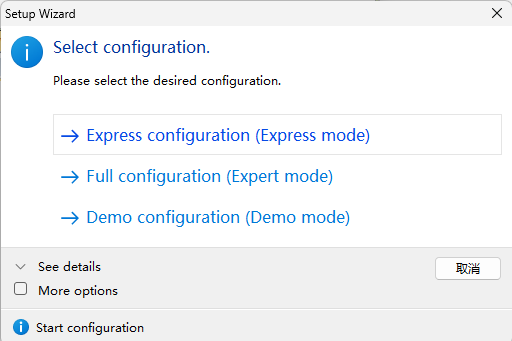 Setup Wizard
Select configuration.
Please select the desired configuration.
Express configuration (Express mode)
Full configuration (Expert mode)
Demo configuration (Demo mode)
See details
取消
More options
Start configuration